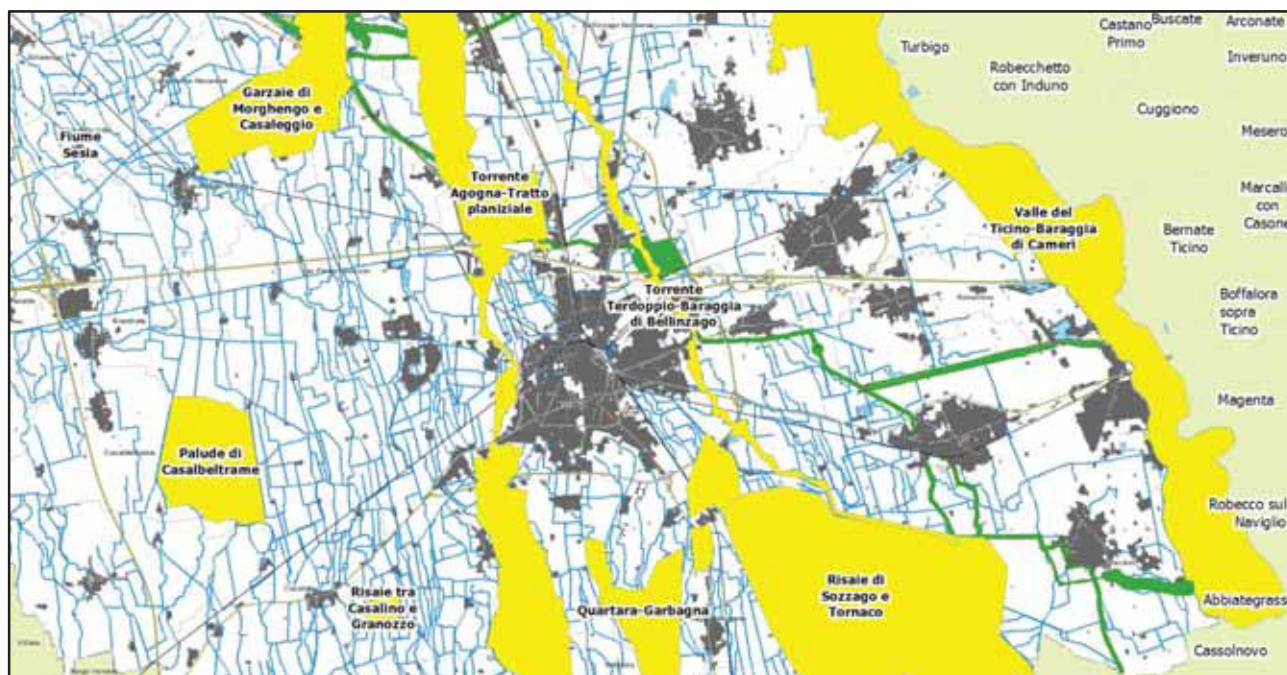 Castano
Primo
Buscate
Arconate
Turbigo
Inveruno
Robecchetto
con Induno
Garzaie di
Morghengo e
Casaleggio
Cuggiono
Mesero
Fiume
Sesia
Torrente
Agogna-Tratto
planiziale
Marcall
con
Casone
Valle del
Ticino-Baraggia
di Cameri
Bernate
Ticino
Torrente
Terdoppio-Baraggia
di Bellinzago
Boffalora
sopra
Ticino
Magenta
Palude di
Casalbeltrame
Robecco sul
Naviglio
Risaie tra
Casalino e
Granozzo
Quartara-Garbagna
Risaie di
Sozzago e
Tornaco
Abbiategrass
Cassolnovo